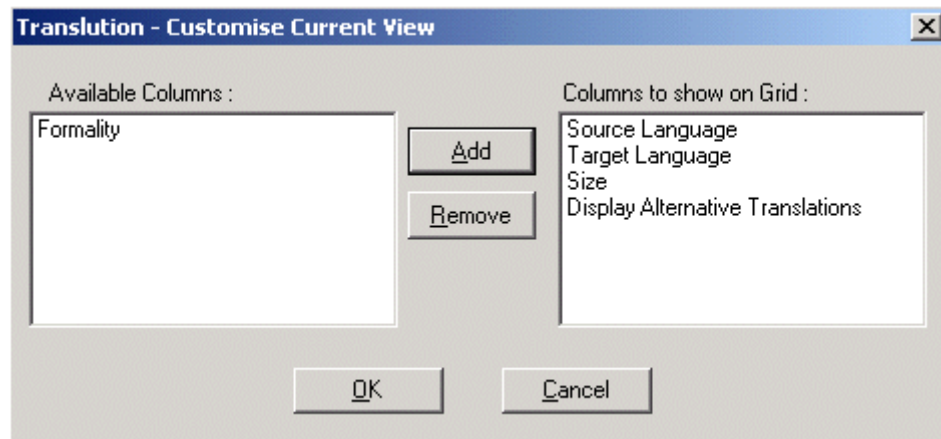 Translution - Customise Current View
Available Columns :
Formality
Add
Remove
Columns to show on Grid :
Source Language
Target Language
Size
Display Alternative Translations
OK
Cancel